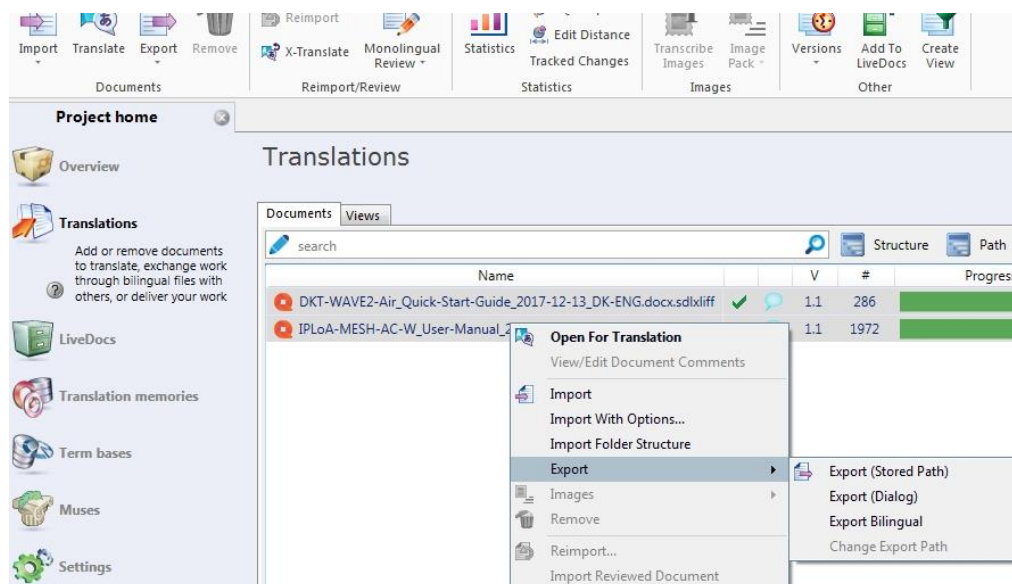 Reimport
Edit Distance
Import Translate Export Remove
X-Translate Monolingual Review
Statistics
Tracked Changes
Transcribe Images Image Pack
Versions Add To LiveDocs Create View
Documents Reimport/Review Statistics Images Other
Project home
Overview
Translations
Add or remove documents
to translate, exchange work
through bilingual files with
others, or deliver your work
LiveDocs
Translation memories
Term bases
Muses
Settings
Translations
Documents Views
search Structure Path
Name V # Progress
DKT-WAVE2-Air_Quick-Start-Guide_2017-12-13_DK-ENG.docx.sdlxliff 1.1 286
IPLoA-MESH-AC-W_User-Manual_2 1.1 1972
Open For Translation
View/Edit Document Comments
Import
Import With Options...
Import Folder Structure
Export
Images
Remove
Reimport...
Import Reviewed Document
Export (Stored Path)
Export (Dialog)
Export Bilingual
Change Export Path